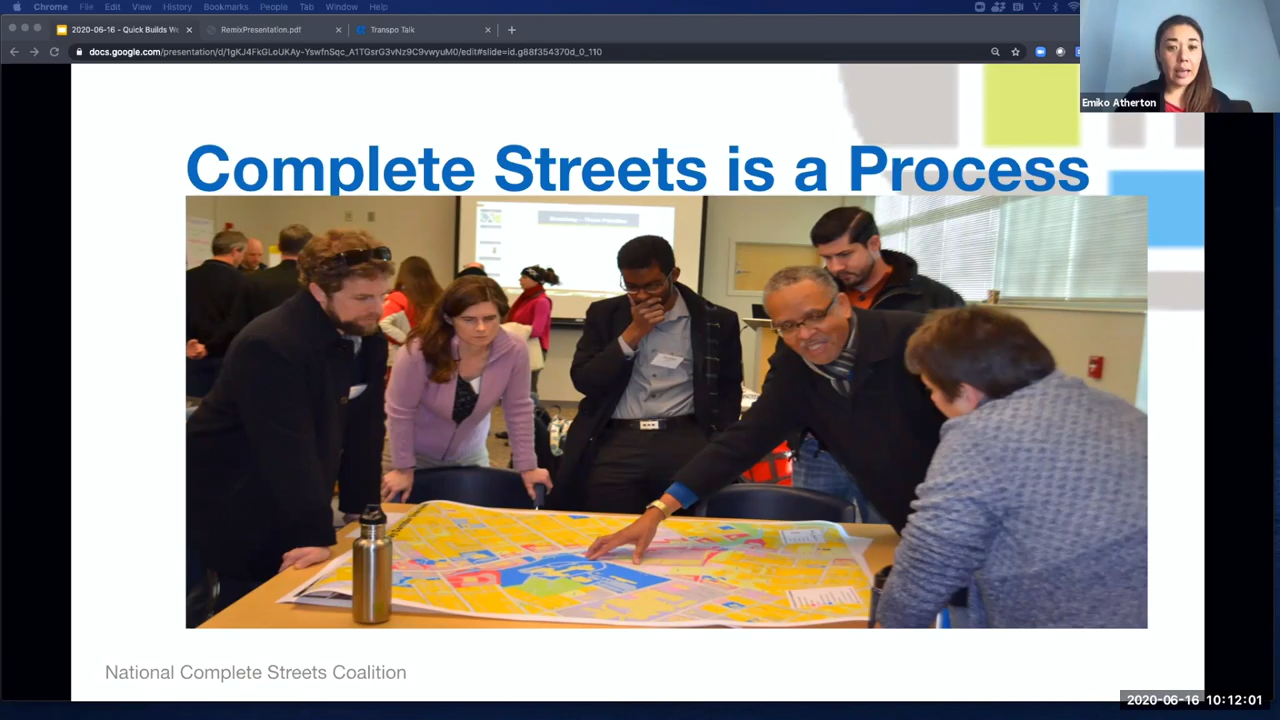 Chrome File Edit View History Bookmarks People Tab Window Help
2020-06-16 - Quick Builds We
RemixPresentation.pdf
Transpo Talk
docs.google.com/presentation/d/1gKJ4FkGLoUKAy-YswfnSqc_A1TGsrG3vNz9C9vwyuM0/edit#slide=id.g88f354370d_0_110
Emiko Atherton
Complete Streets is a Process
National Complete Streets Coalition
2020-06-16 10:12:01